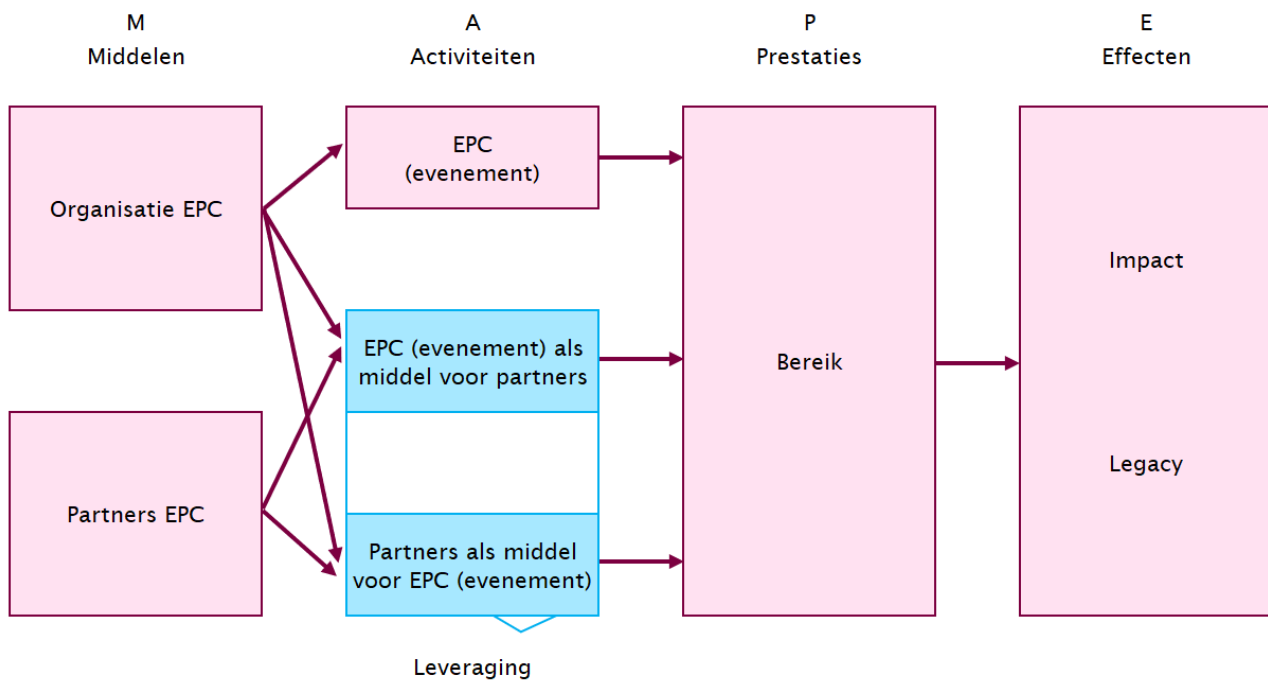 M
Middelen
A
Activiteiten
P
Prestaties
E
Effecten
Organisatie EPC
Partners EPC
EPC
(evenement)
EPC (evenement) als
middel voor partners
Partners als middel
voor EPC (evenement)
Leveraging
Bereik
Impact
Legacy